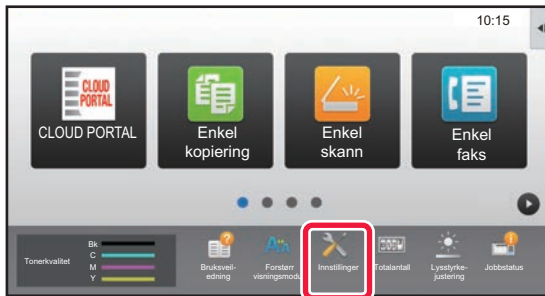 10:15
CLOUD
PORTAL
CLOUD PORTAL
Enkel
kopiering
Enkel
skann
Enkel
faks
Tonerkvalitet
Bk
C
M
Y
Bruksveil-
edning
Forstørr
visningsmodu
Innstillinger
Totalantall
Lysstyrke-
justering
Jobbstatus